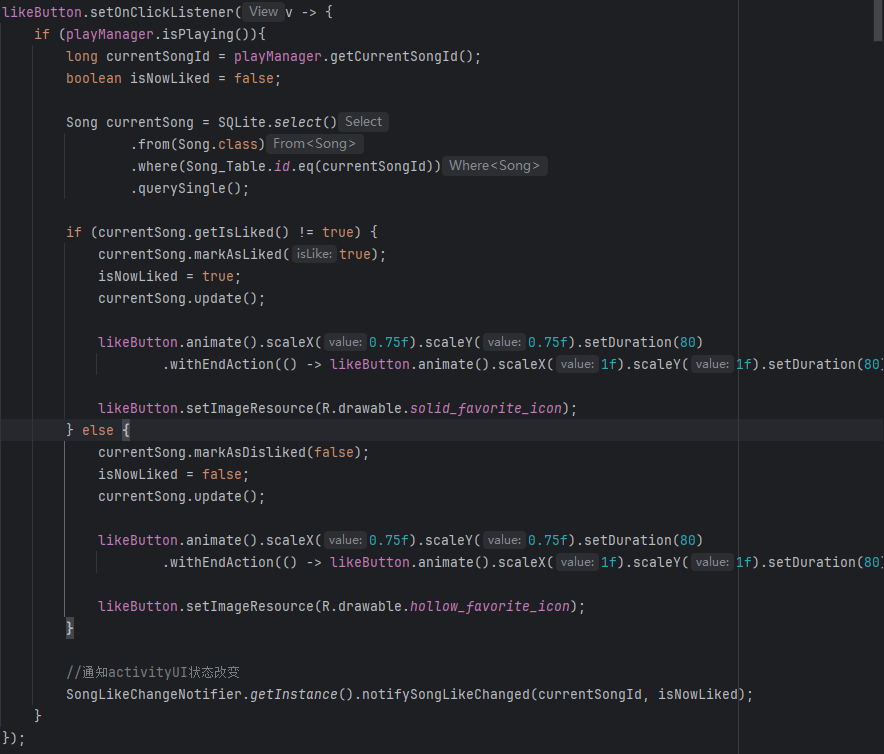 likeButton.setOnClickListener( View v -> {
if (playManager.isPlaying()){
long currentSongId = playManager.getCurrentSongId();
boolean isNowLiked = false;
Song currentSong = SQLite.select() Select
.from(Song.class) From<Song>
.where(Song_Table.id.eq(currentSongId)) Where<Song>
.querySingle();
if (currentSong.getIsLiked() != true) {
currentSong.markAsLiked( isLike: true);
isNowLiked = true;
currentSong.update();
likeButton.animate().scaleX( value: 0.75f).scaleY( value: 0.75f).setDuration(80)
.withEndAction(() -> likeButton.animate().scaleX( value: 1f).scaleY( value: 1f).setDuration(80)
likeButton.setImageResource(R.drawable.solid_favorite_icon);
} else {
currentSong.markAsDisliked(false);
isNowLiked = false;
currentSong.update();
likeButton.animate().scaleX( value: 0.75f).scaleY( value: 0.75f).setDuration(80)
.withEndAction(() -> likeButton.animate().scaleX( value: 1f).scaleY( value: 1f).setDuration(80)
likeButton.setImageResource(R.drawable.hollow_favorite_icon);
}
//通知activityUI状态改变
SongLikeChangeNotifier.getInstance().notifySongLikeChanged(currentSongId, isNowLiked);
}
});